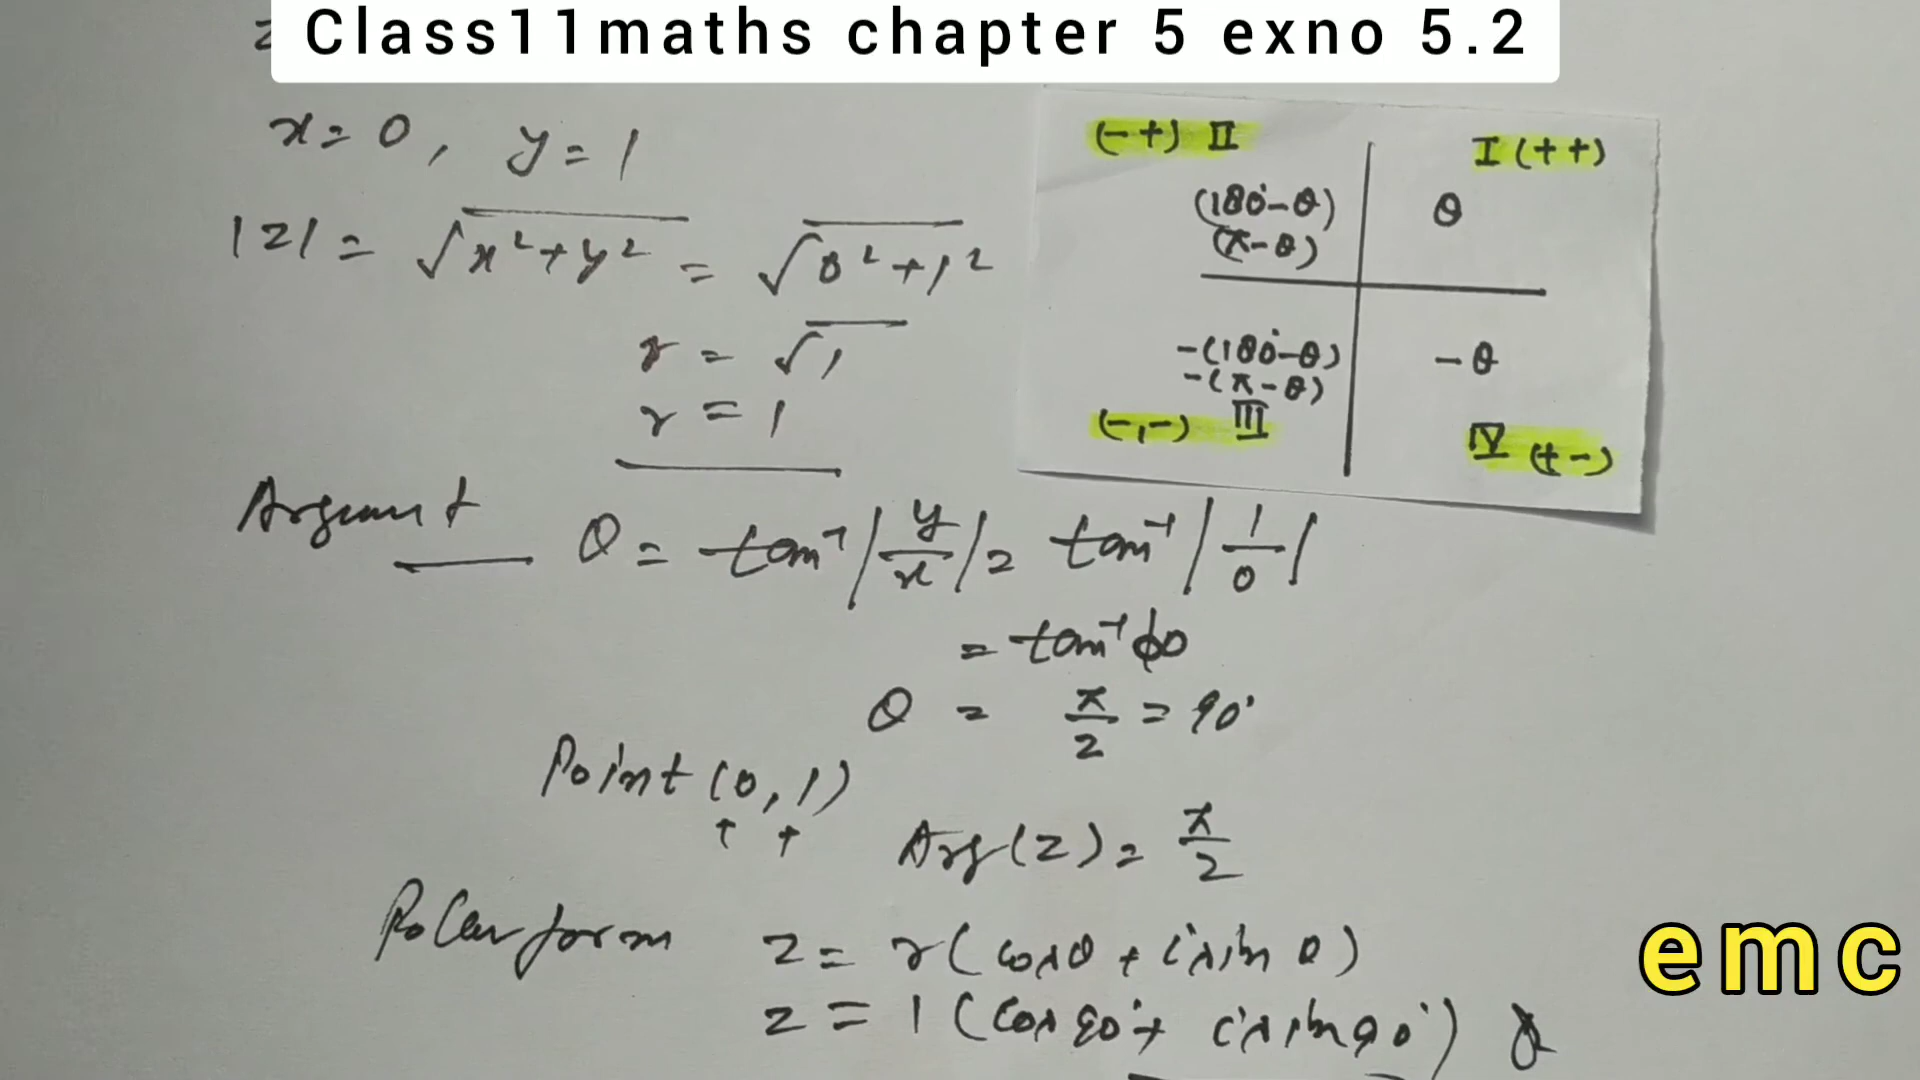 Class11maths chapter 5 exno 5.2
x = 0, y = 1
|z| = √x²+y² = √0²+1²
r = √1
r = 1
(-+) II
I (++)
(180°-θ)
(π-θ)
θ
-(180°-θ)
-(π-θ)
-θ
(-,-) III
IV (+-)
Argument θ = tan⁻¹|y/x| = tan⁻¹|1/0|
= tan⁻¹ ∞
θ = π/2 = 90°
Point (0, 1)
+ +
Arg(z) = π/2
Polar form z = r(cosθ + i sin θ)
z = 1 (cos 90° + i sin 90°)
emc